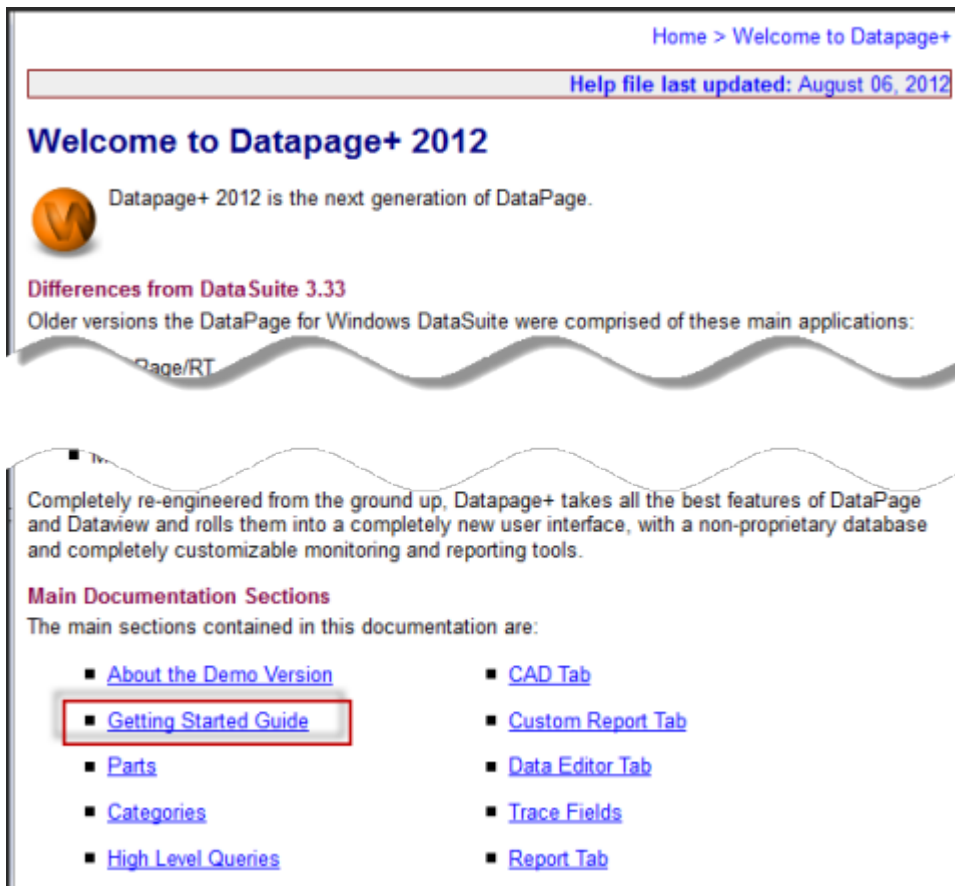 Home > Welcome to Datapage+
Help file last updated: August 06, 2012
Welcome to Datapage+ 2012
Datapage+ 2012 is the next generation of DataPage.
Differences from DataSuite 3.33
Older versions the DataPage for Windows DataSuite were comprised of these main applications:
Page/RT
Completely re-engineered from the ground up, Datapage+ takes all the best features of DataPage
and Dataview and rolls them into a completely new user interface, with a non-proprietary database
and completely customizable monitoring and reporting tools.
Main Documentation Sections
The main sections contained in this documentation are:
About the Demo Version
Getting Started Guide
Parts
Categories
High Level Queries
CAD Tab
Custom Report Tab
Data Editor Tab
Trace Fields
Report Tab